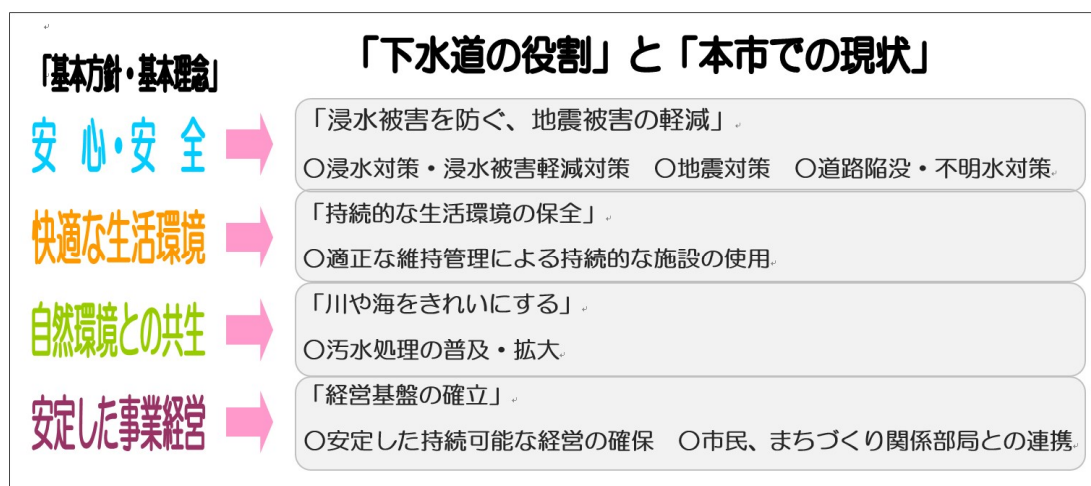 「下水道の役割」と「本市での現状」
「基本方針・基本理念」
安心・安全
「浸水被害を防ぐ、地震被害の軽減」
〇浸水対策・浸水被害軽減対策　〇地震対策　〇道路陥没・不明水対策
快適な生活環境
「持続的な生活環境の保全」
〇適正な維持管理による持続的な施設の使用
自然環境との共生
「川や海をきれいにする」
〇汚水処理の普及・拡大
安定した事業経営
「経営基盤の確立」
〇安定した持続可能な経営の確保　〇市民、まちづくり関係部局との連携